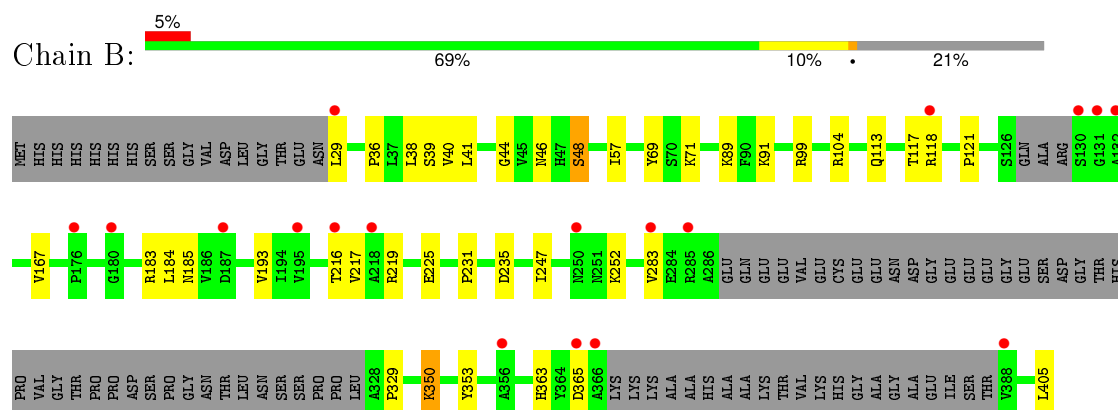 5%
Chain B:
69% 10% • 21%
MET HIS HIS HIS HIS HIS HIS SER SER GLY VAL ASP LEU GLY THR GLU ASN L29 P36 L37 L38 S39 V40 L41 G44 V45 N46 H47 S48 I57 Y69 S70 K71 K89 F90 K91 R99 R104 Q113 T117 R118 P121 S126 GLN ALA ARG S130 G131 A132
V167 P176 G180 R183 L184 N185 V186 D187 V193 I194 V195 T216 V217 A218 R219 E225 P231 D235 I247 N250 N251 K252 V283 E284 R285 A286 GLU GLN GLU GLU VAL GLU CYS GLU GLU ASN ASP GLY GLU GLU GLU GLU GLY GLU SER ASP GLY THR HIS
PRO VAL GLY THR PRO PRO ASP SER PRO GLY ASN THR LEU ASN SER SER PRO PRO LEU A328 P329 K350 Y353 A356 H363 Y364 D365 A366 LYS LYS LYS ALA ALA HIS ALA ALA LYS THR VAL LYS HIS GLY ALA GLY ALA GLU ILE SER THR V388 L405